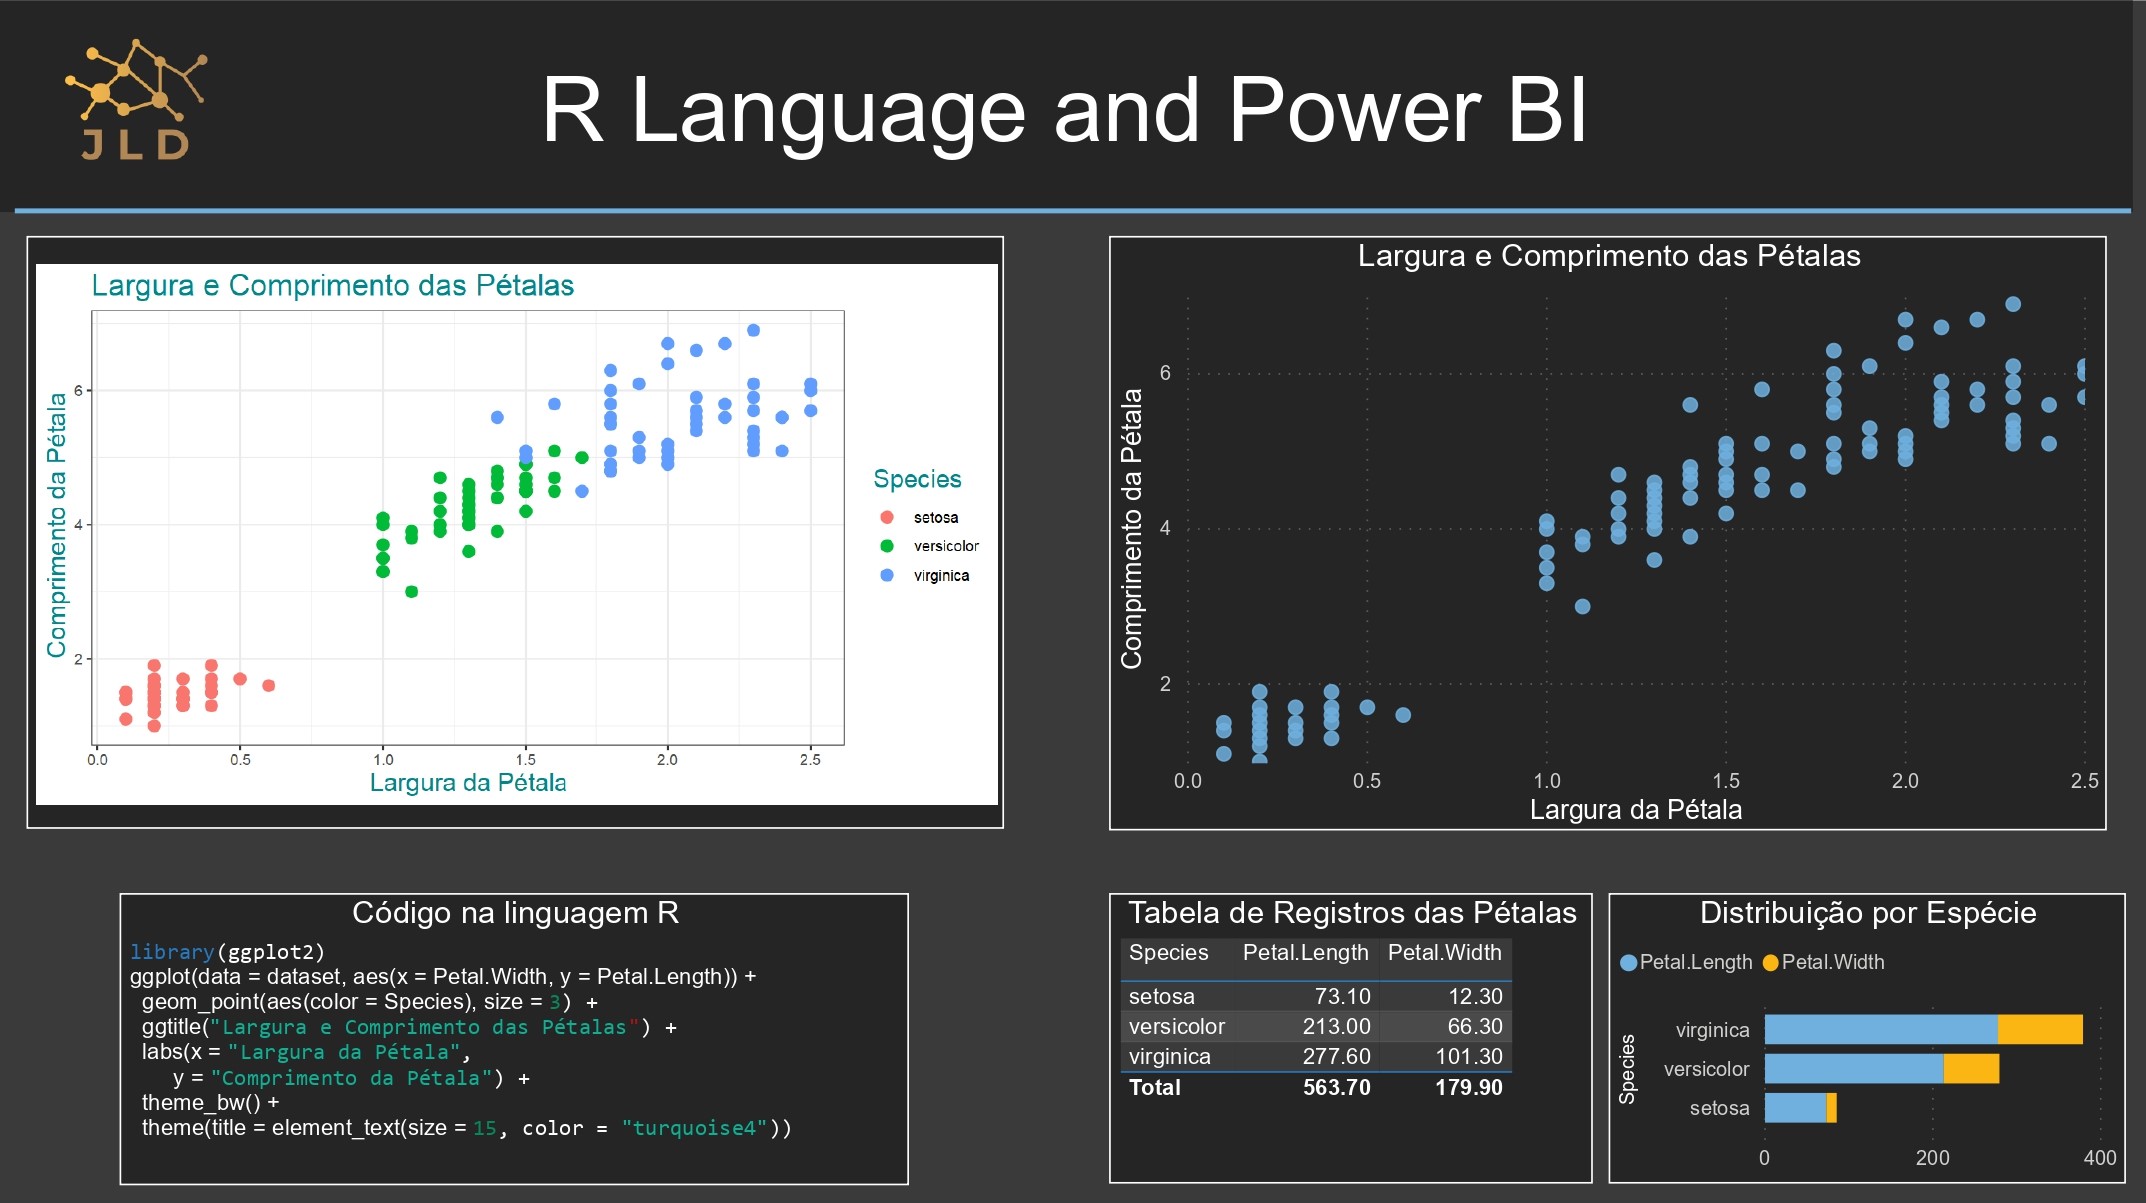 JLD
R Language and Power BI
Largura e Comprimento das Pétalas
Comprimento da Pétala
6
4
2
0.0 0.5 1.0 1.5 2.0 2.5
Largura da Pétala
Species
setosa
versicolor
virginica
Largura e Comprimento das Pétalas
Comprimento da Pétala
6
4
2
0.0 0.5 1.0 1.5 2.0 2.5
Largura da Pétala
Código na linguagem R
library(ggplot2)
ggplot(data = dataset, aes(x = Petal.Width, y = Petal.Length)) +
geom_point(aes(color = Species), size = 3) +
ggtitle("Largura e Comprimento das Pétalas") +
labs(x = "Largura da Pétala",
y = "Comprimento da Pétala") +
theme_bw() +
theme(title = element_text(size = 15, color = "turquoise4"))
Tabela de Registros das Pétalas
Species Petal.Length Petal.Width
setosa 73.10 12.30
versicolor 213.00 66.30
virginica 277.60 101.30
Total 563.70 179.90
Distribuição por Espécie
Petal.Length Petal.Width
Species
virginica
versicolor
setosa
0 200 400